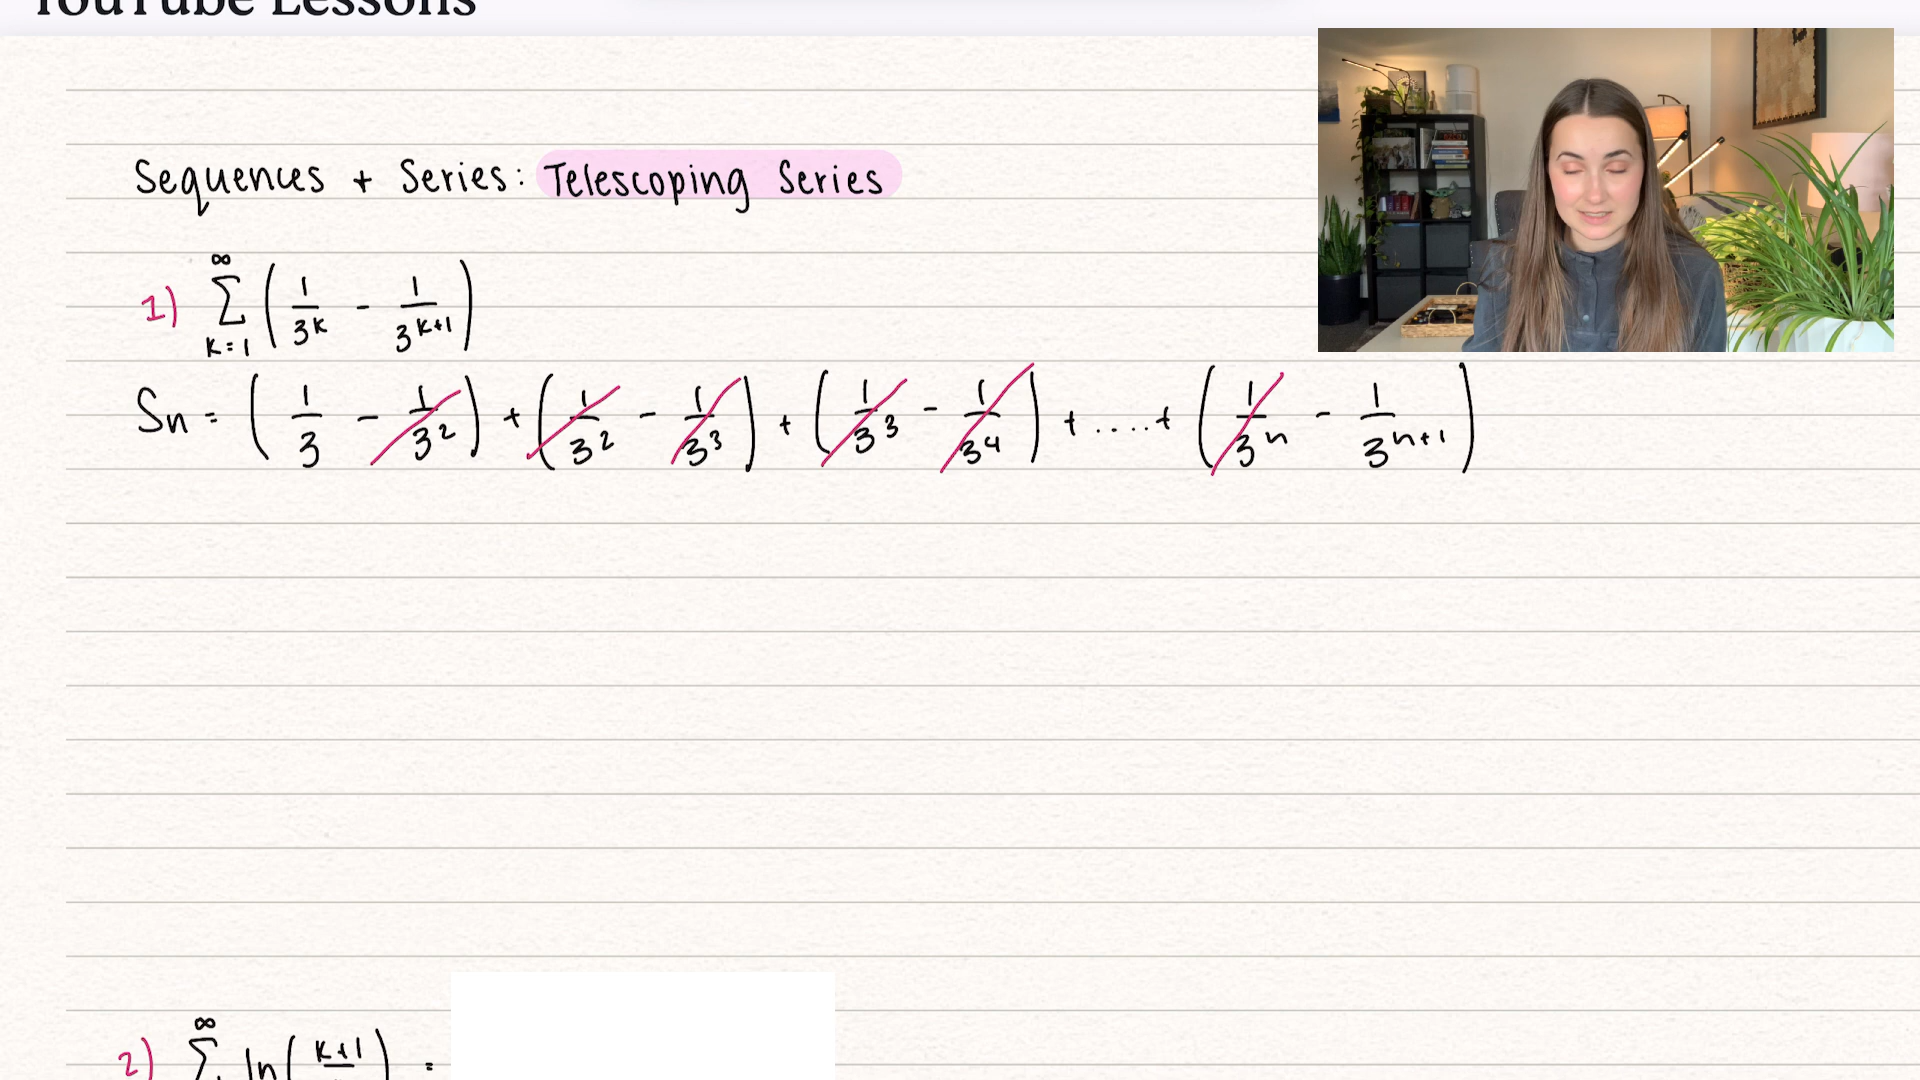 YouTube Lessons
Sequences + Series: Telescoping Series
1) ∞ Σ k=1 ( 1/3^k - 1/3^(k+1) )
Sn = ( 1/3 - 1/3^2 ) + ( 1/3^2 - 1/3^3 ) + ( 1/3^3 - 1/3^4 ) + ....+ ( 1/3^n - 1/3^(n+1) )
2) ∞ Σ ln( k+1 ) =